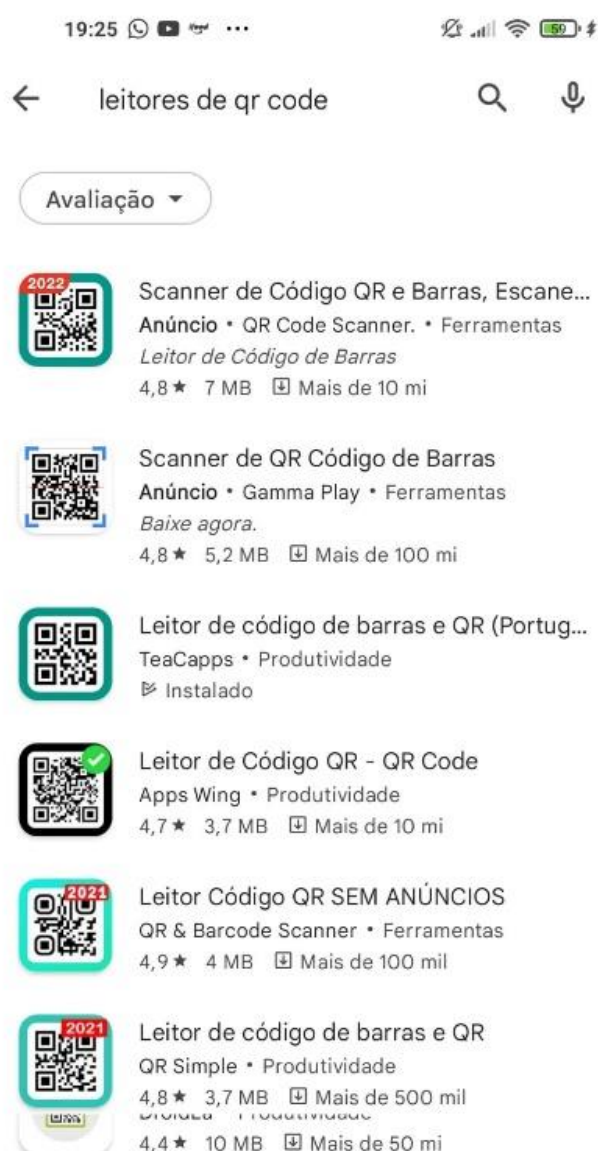 19:25
59
leitores de qr code
Avaliação
2022
Scanner de Código QR e Barras, Escane...
Anúncio • QR Code Scanner. • Ferramentas
Leitor de Código de Barras
4,8★ 7 MB Mais de 10 mi
Scanner de QR Código de Barras
Anúncio • Gamma Play • Ferramentas
Baixe agora.
4,8★ 5,2 MB Mais de 100 mi
Leitor de código de barras e QR (Portug...
TeaCapps • Produtividade
Instalado
Leitor de Código QR - QR Code
Apps Wing • Produtividade
4,7★ 3,7 MB Mais de 10 mi
2021
Leitor Código QR SEM ANÚNCIOS
QR & Barcode Scanner • Ferramentas
4,9★ 4 MB Mais de 100 mil
2021
Leitor de código de barras e QR
QR Simple • Produtividade
4,8★ 3,7 MB Mais de 500 mil
4,4★ 10 MB Mais de 50 mi